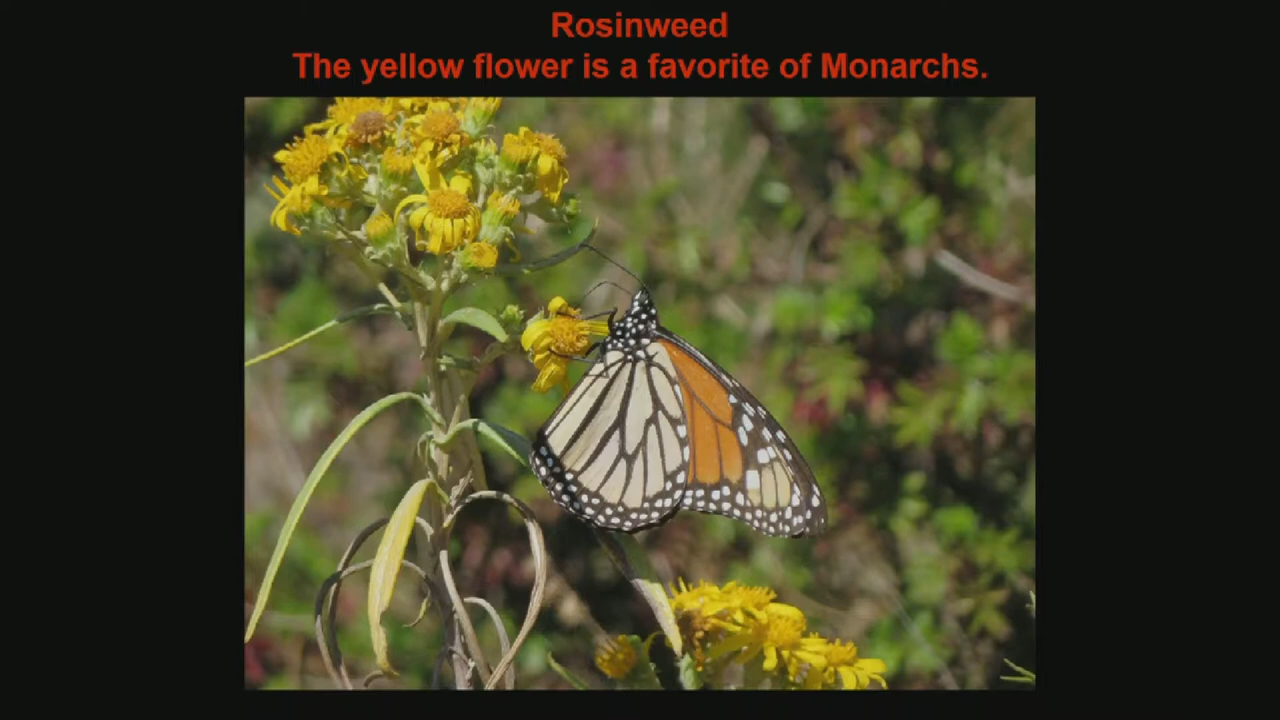 Rosinweed
The yellow flower is a favorite of Monarchs.